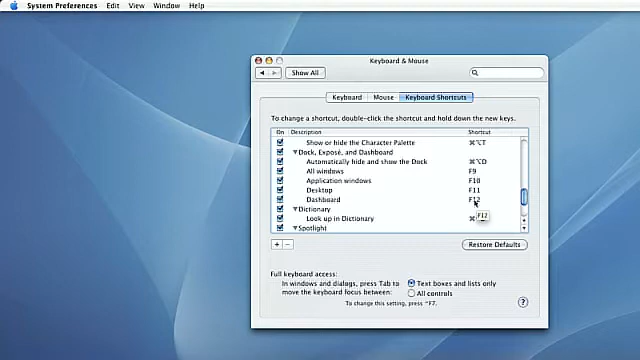 System Preferences Edit View Window Help
Keyboard & Mouse
Show All
Keyboard Mouse Keyboard Shortcuts
To change a shortcut, double-click the shortcut and hold down the new keys.
On Description Shortcut
Show or hide the Character Palette ⌘⌥T
▼Dock, Exposé, and Dashboard
Automatically hide and show the Dock ⌘⌥D
All windows F9
Application windows F10
Desktop F11
Dashboard F12
F12
▼Dictionary
Look up in Dictionary
▼Spotlight
+ −
Restore Defaults
Full keyboard access:
In windows and dialogs, press Tab to
move the keyboard focus between:
Text boxes and lists only
All controls
To change this setting, press ^F7.
?